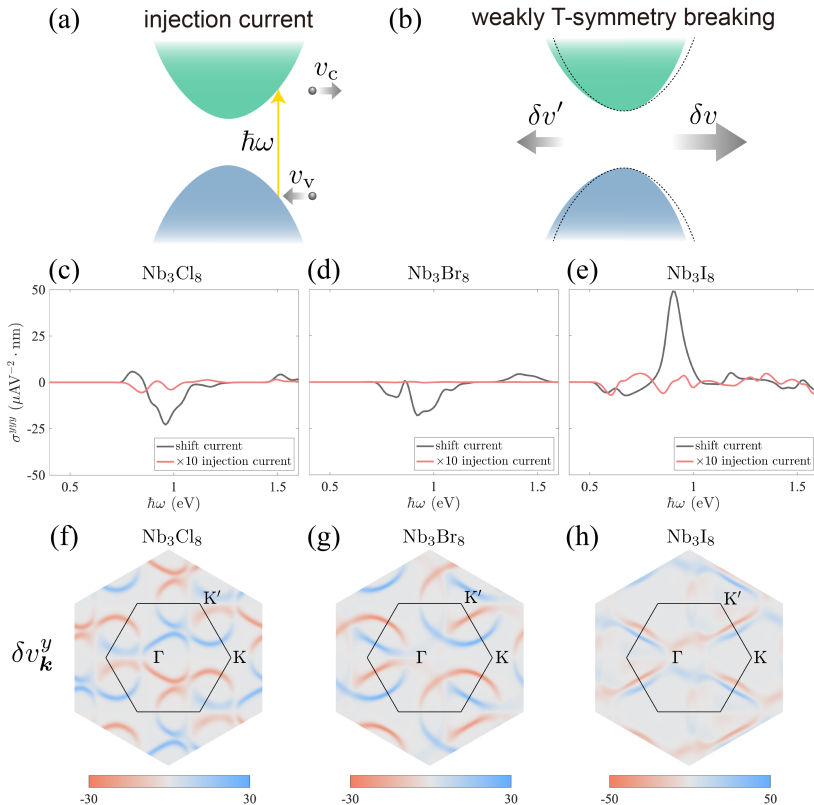 (a) injection current
(b) weakly T-symmetry breaking
v_c
ħω
v_v
δv′ δv
(c) Nb₃Cl₈
(d) Nb₃Br₈
(e) Nb₃I₈
σ^{yyy} (μAV⁻² · nm)
50
25
0
-25
-50
shift current
×10 injection current
shift current
×10 injection current
shift current
×10 injection current
0.5 1 1.5
0.5 1 1.5
0.5 1 1.5
ħω (eV)
ħω (eV)
ħω (eV)
(f) Nb₃Cl₈
(g) Nb₃Br₈
(h) Nb₃I₈
δv^y_k
K′
Γ K
K′
Γ K
K′
Γ K
-30 0 30
-30 0 30
-50 0 50